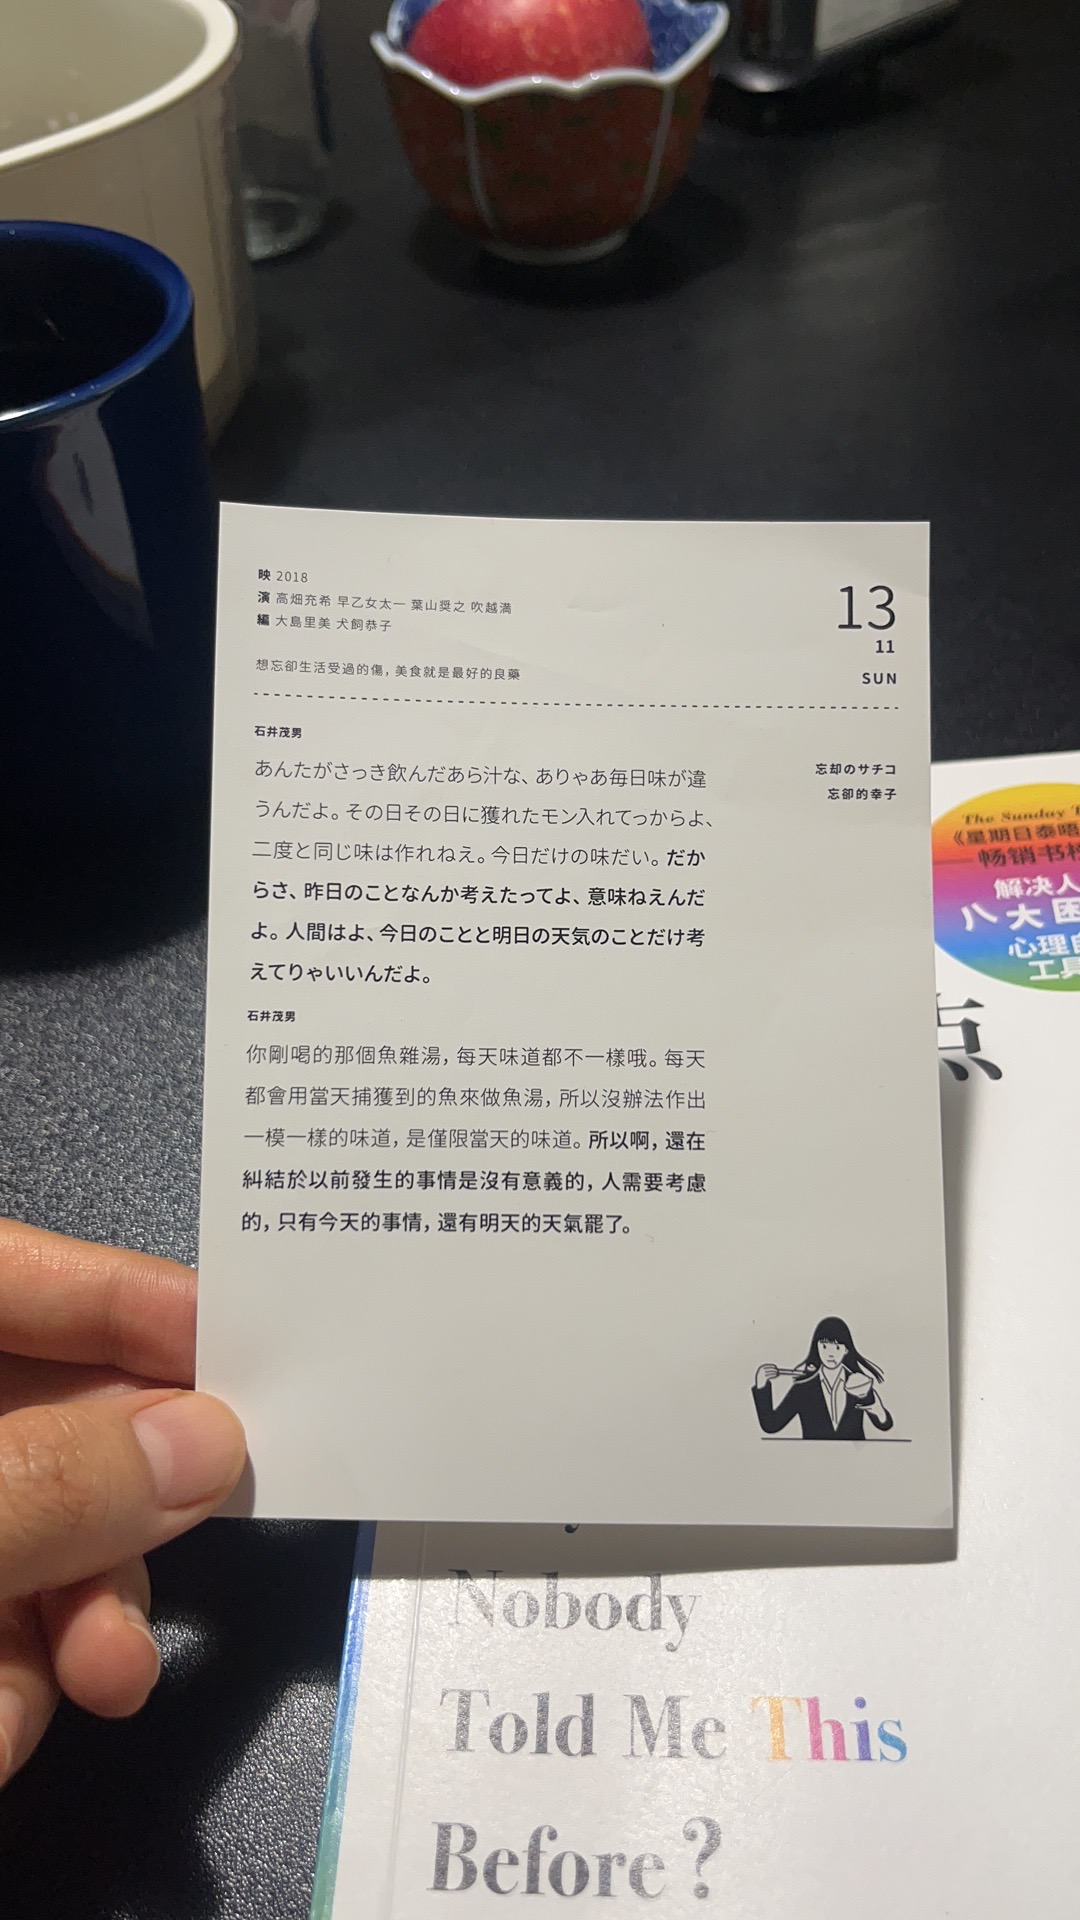 映 2018
演 高畑充希 早乙女太一 葉山奨之 吹越満
編 大島里美 犬飼恭子
想忘卻生活受過的傷，美食就是最好的良藥
13
11
SUN
石井茂男
あんたがさっき飲んだあら汁な、ありゃあ毎日味が違
うんだよ。その日その日に獲れたモン入れてっからよ、
二度と同じ味は作れねえ。今日だけの味だい。だか
らさ、昨日のことなんか考えたってよ、意味ねえんだ
よ。人間はよ、今日のことと明日の天気のことだけ考
えてりゃいいんだよ。
忘却のサチコ
忘卻的幸子
石井茂男
你剛喝的那個魚雜湯，每天味道都不一樣哦。每天
都會用當天捕獲到的魚來做魚湯，所以沒辦法作出
一模一樣的味道，是僅限當天的味道。所以啊，還在
糾結於以前發生的事情是沒有意義的，人需要考慮
的，只有今天的事情，還有明天的天氣罷了。
The Sunday
《星期日泰晤
畅销书
解决人
八大困
心理自
工具
点
Nobody
Told Me This
Before?